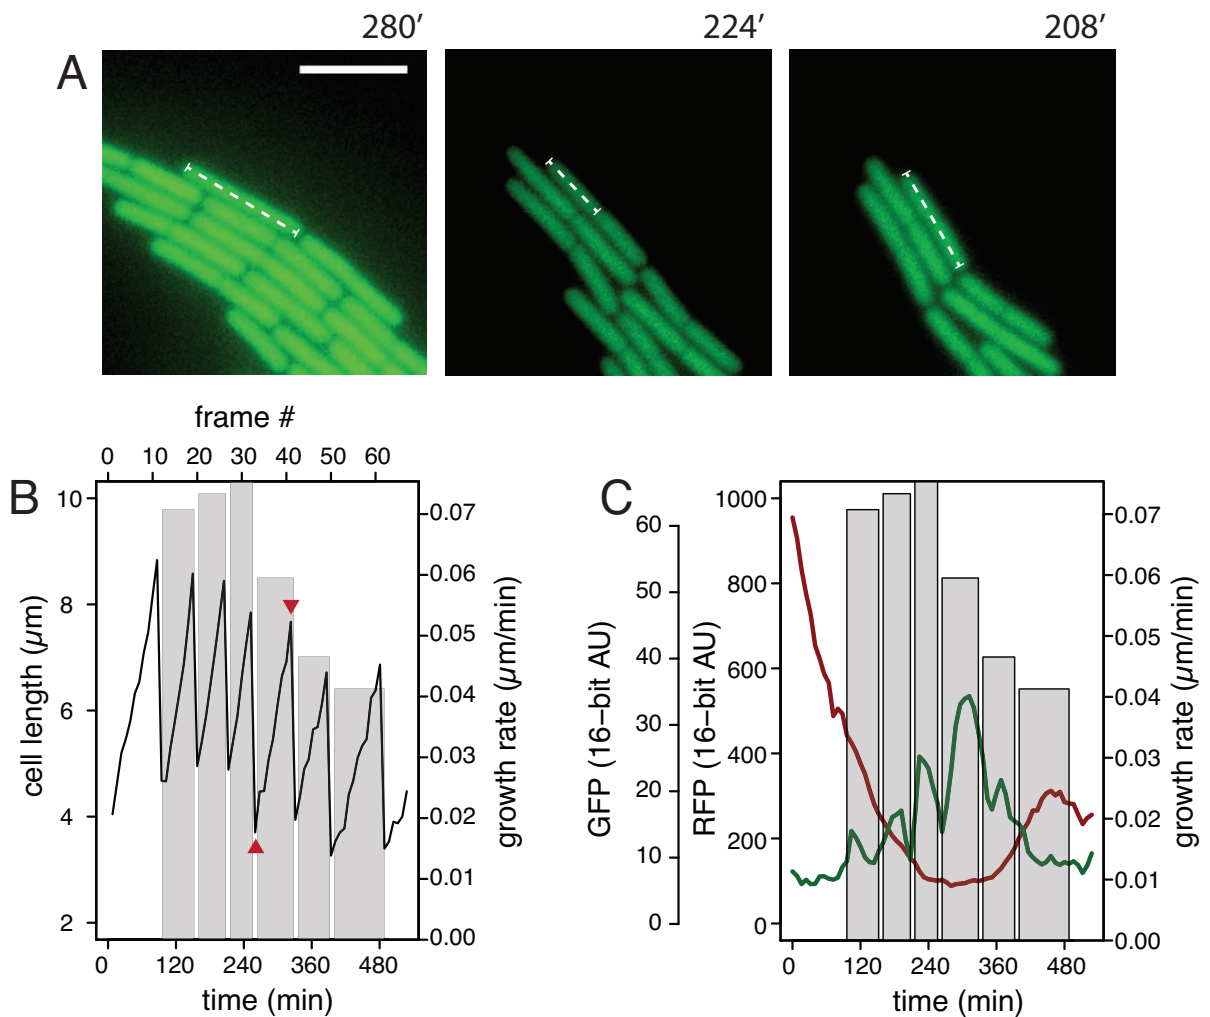 280′ 224′ 208′
A
frame #
0 10 20 30 40 50 60
B
C
10
8
6
4
2
cell length (µm)
0.07
0.06
0.05
0.04
0.03
0.02
0.01
0.00
growth rate (µm/min)
0 120 240 360 480
time (min)
60
50
40
30
20
10
0
GFP (16−bit AU)
1000
800
600
400
200
0
RFP (16−bit AU)
0.07
0.06
0.05
0.04
0.03
0.02
0.01
0.00
growth rate (µm/min)
0 120 240 360 480
time (min)